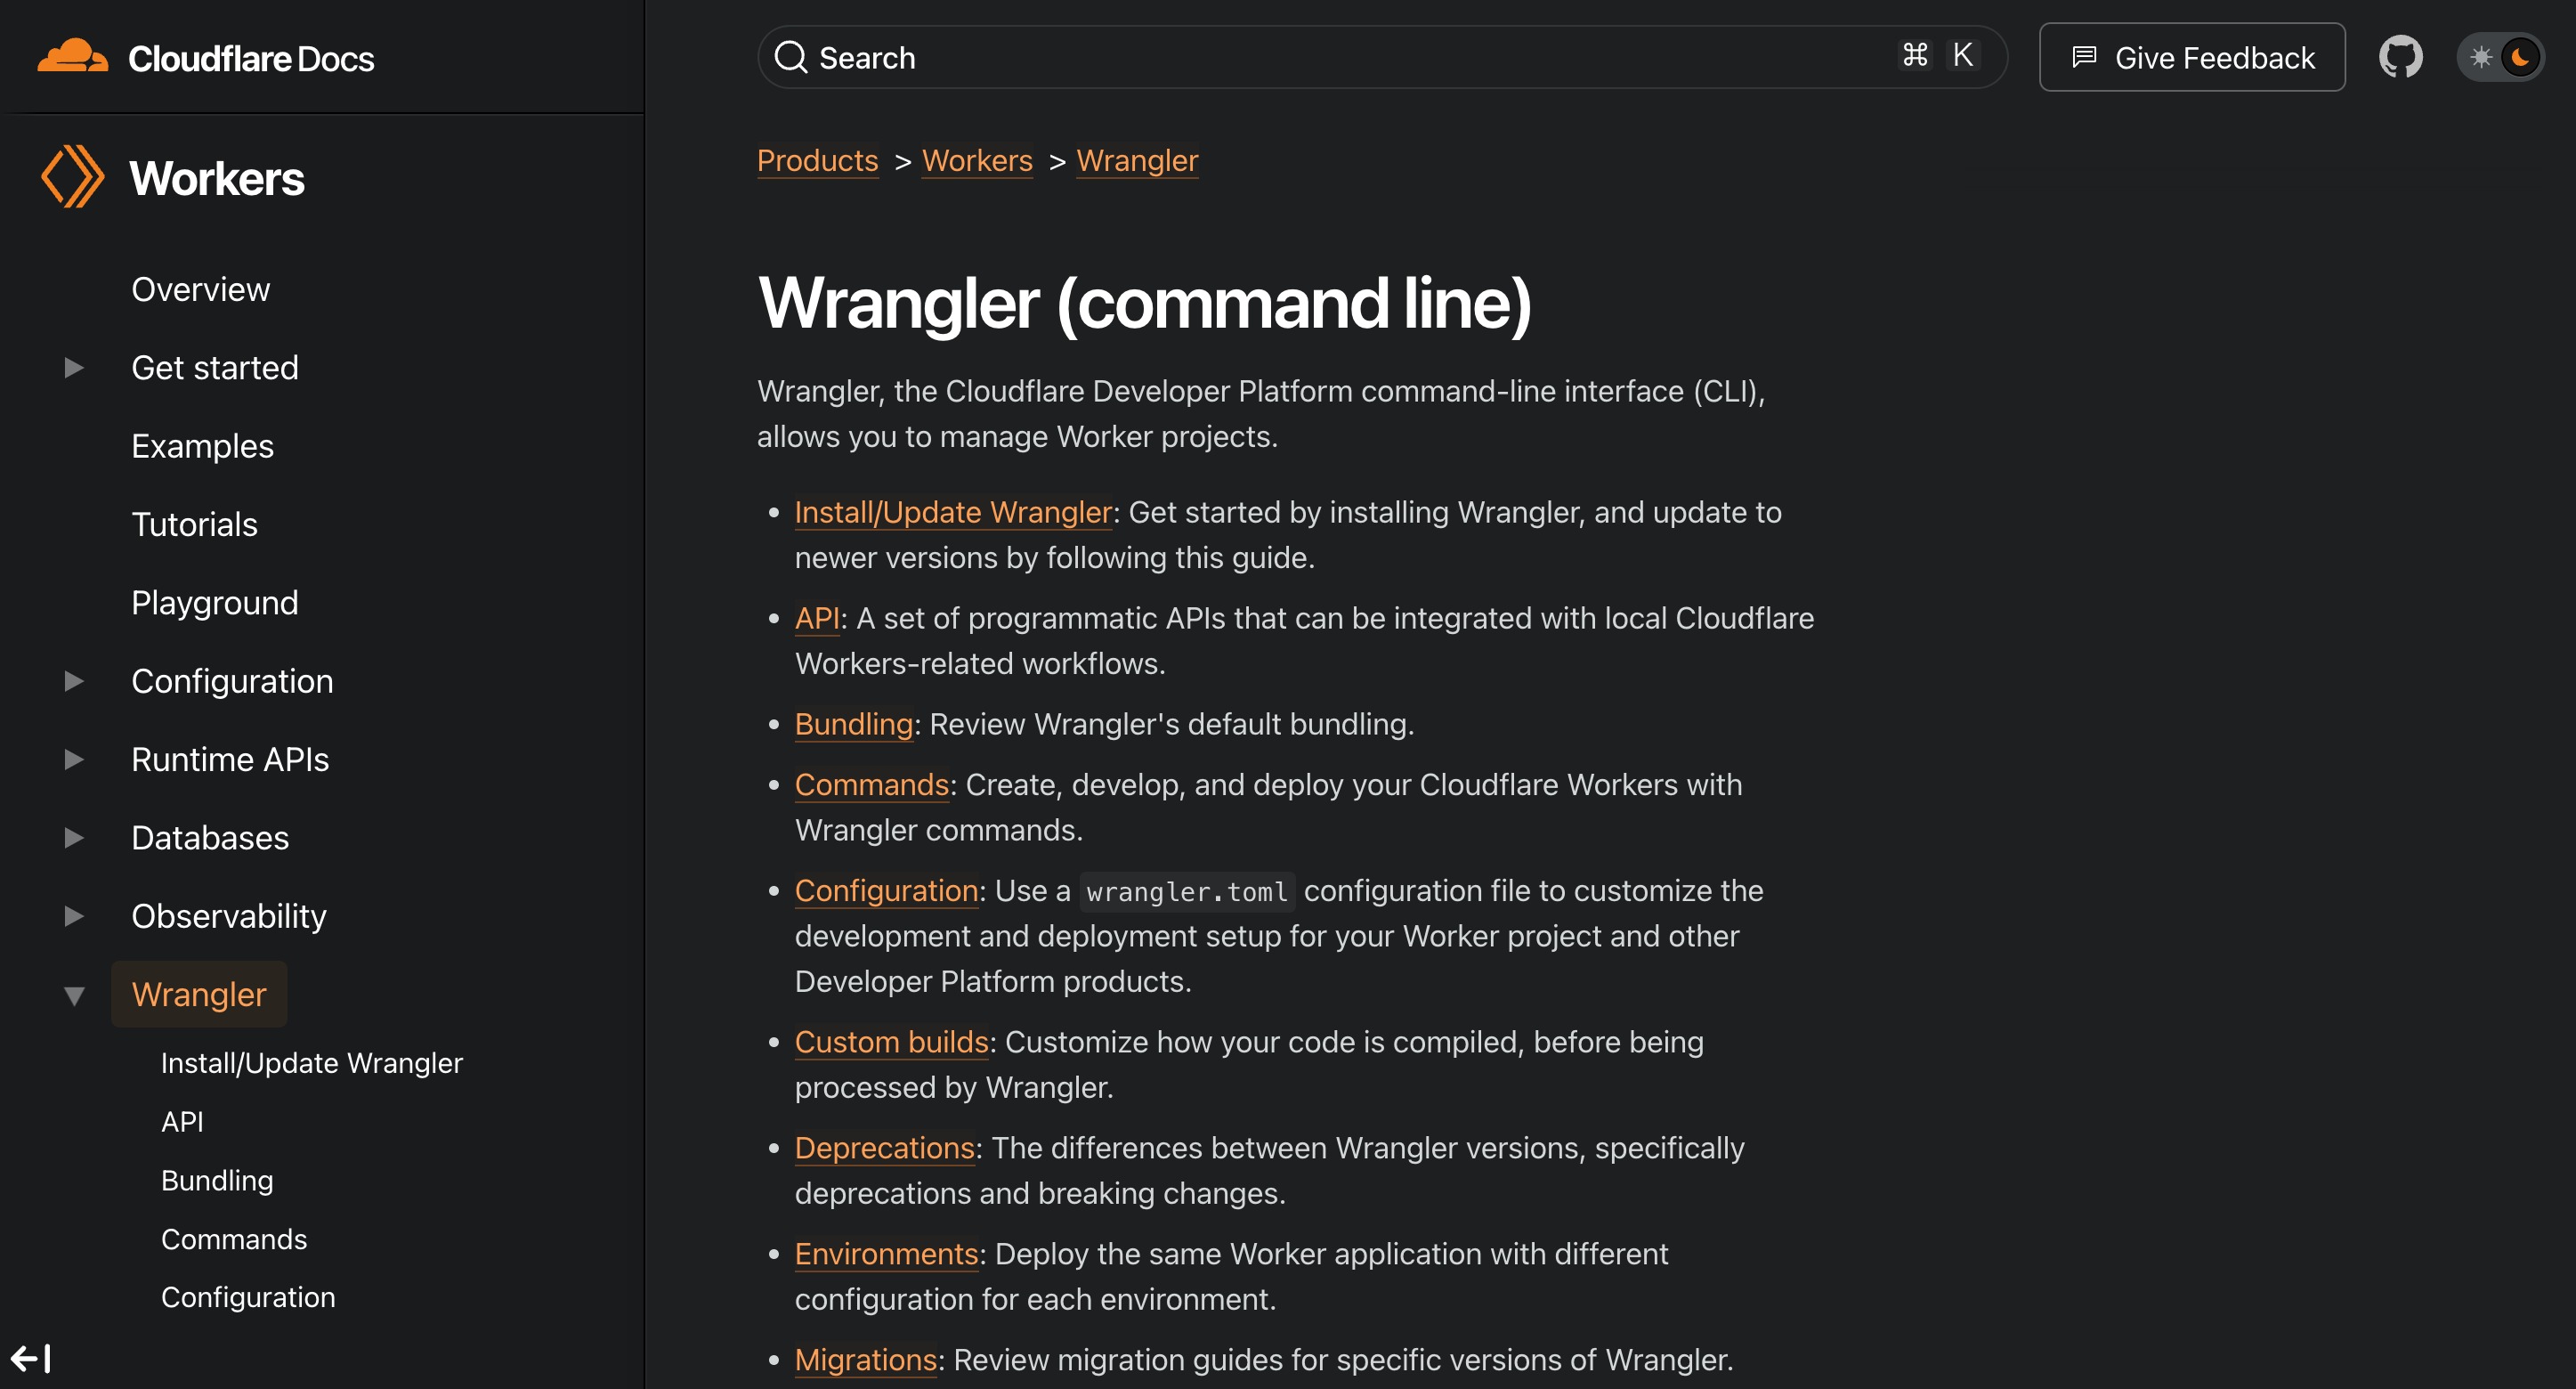 Cloudflare Docs
Search
⌘ K
Give Feedback
Workers
Overview
Get started
Examples
Tutorials
Playground
Configuration
Runtime APIs
Databases
Observability
Wrangler
Install/Update Wrangler
API
Bundling
Commands
Configuration
Products > Workers > Wrangler
Wrangler (command line)
Wrangler, the Cloudflare Developer Platform command-line interface (CLI),
allows you to manage Worker projects.
• Install/Update Wrangler: Get started by installing Wrangler, and update to
newer versions by following this guide.
• API: A set of programmatic APIs that can be integrated with local Cloudflare
Workers-related workflows.
• Bundling: Review Wrangler's default bundling.
• Commands: Create, develop, and deploy your Cloudflare Workers with
Wrangler commands.
• Configuration: Use a wrangler.toml configuration file to customize the
development and deployment setup for your Worker project and other
Developer Platform products.
• Custom builds: Customize how your code is compiled, before being
processed by Wrangler.
• Deprecations: The differences between Wrangler versions, specifically
deprecations and breaking changes.
• Environments: Deploy the same Worker application with different
configuration for each environment.
• Migrations: Review migration guides for specific versions of Wrangler.